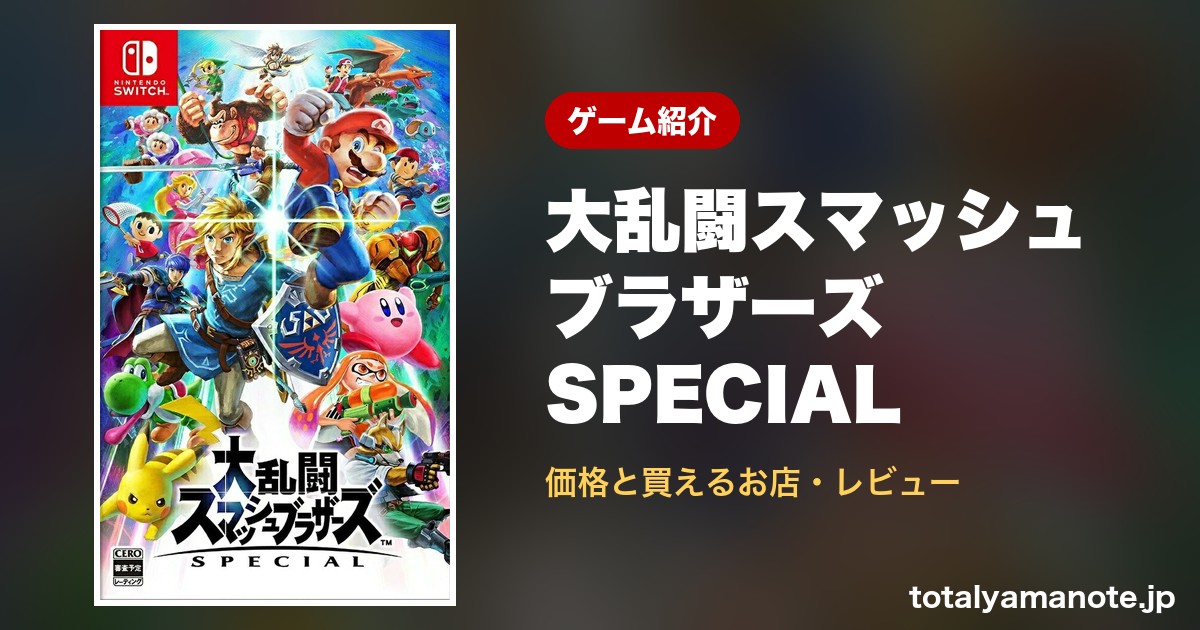 NINTENDO
SWITCH™
大乱闘
スマッシュブラザーズ™
SPECIAL
CERO
審査予定
レーティング
ゲーム紹介
大乱闘スマッシュ
ブラザーズ
SPECIAL
価格と買えるお店・レビュー
totalyamanote.jp